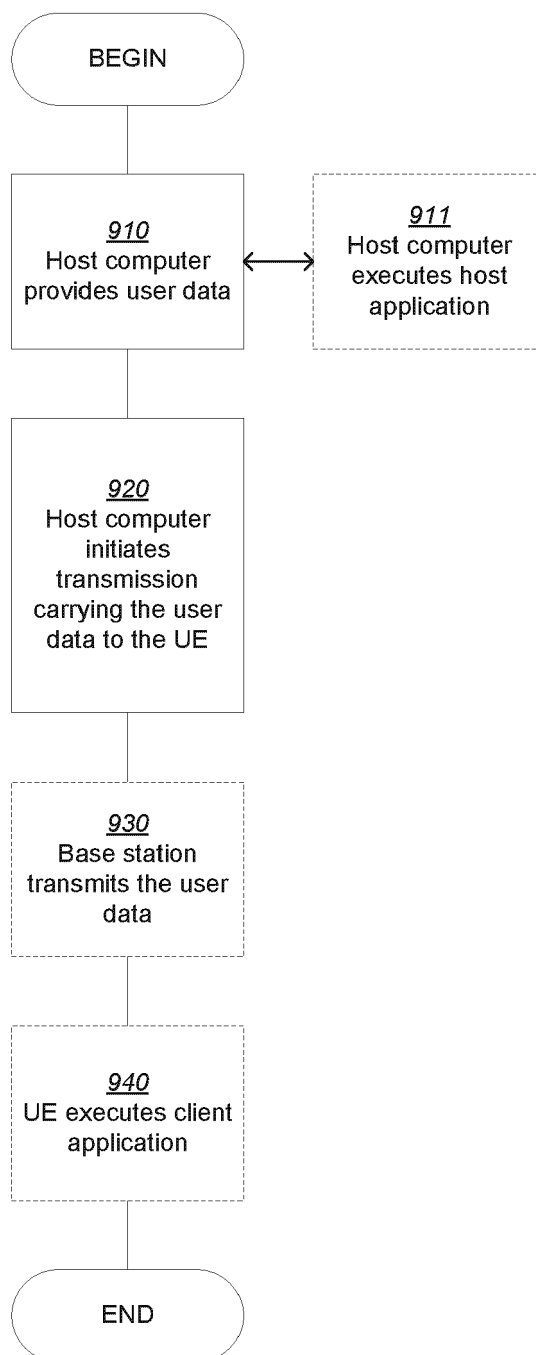 BEGIN
910
Host computer
provides user data
911
Host computer
executes host
application
920
Host computer
initiates
transmission
carrying the user
data to the UE
930
Base station
transmits the user
data
940
UE executes client
application
END